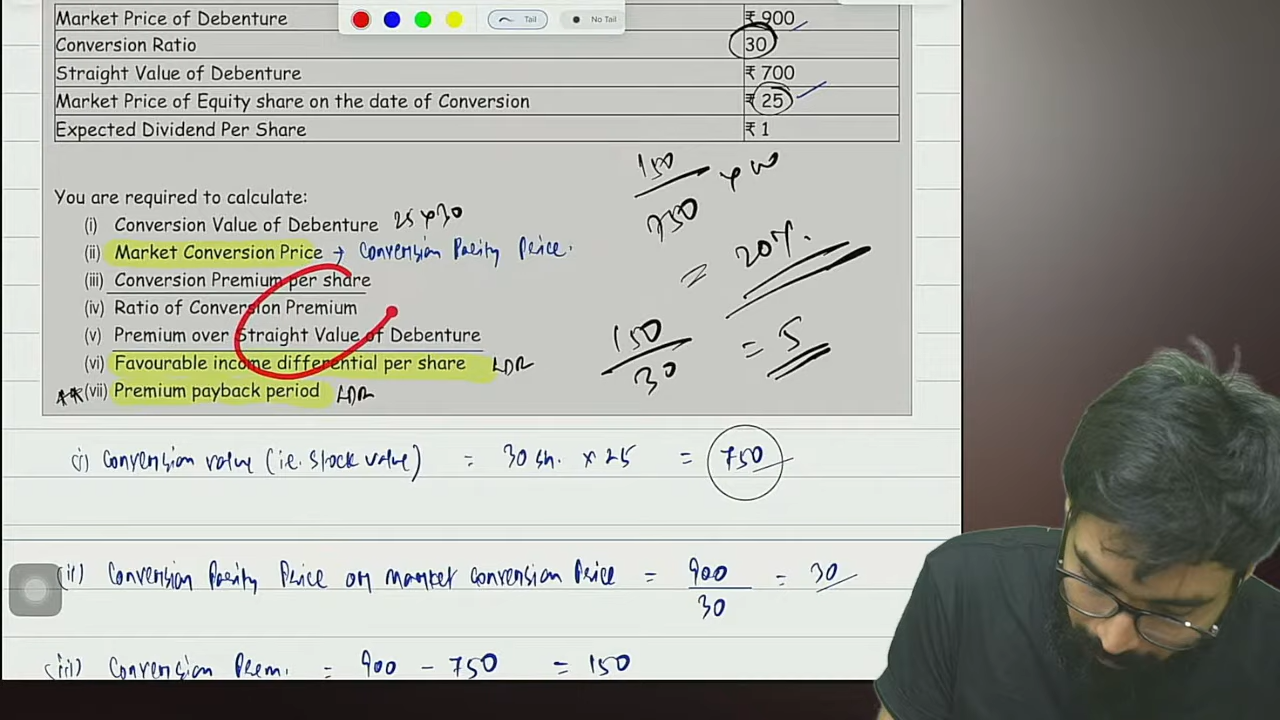 Market Price of Debenture ₹ 900
Tail No Tail
Conversion Ratio 30
Straight Value of Debenture ₹ 700
Market Price of Equity share on the date of Conversion ₹ 25
Expected Dividend Per Share ₹ 1
You are required to calculate:
(i) Conversion Value of Debenture 25 × 30
(ii) Market Conversion Price → Conversion Parity Price.
(iii) Conversion Premium per share
(iv) Ratio of Conversion Premium
(v) Premium over Straight Value of Debenture
(vi) Favourable income differential per share LDR
**(vii) Premium payback period LDR
150
750
= 20%.
150
30
= 5
(i) Conversion value (i.e. Stock value) = 30 sh. × 25 = 750
(ii) Conversion Parity Price or market conversion Price = 900
30
= 30
(iii) Conversion Prem. = 900 - 750 = 150